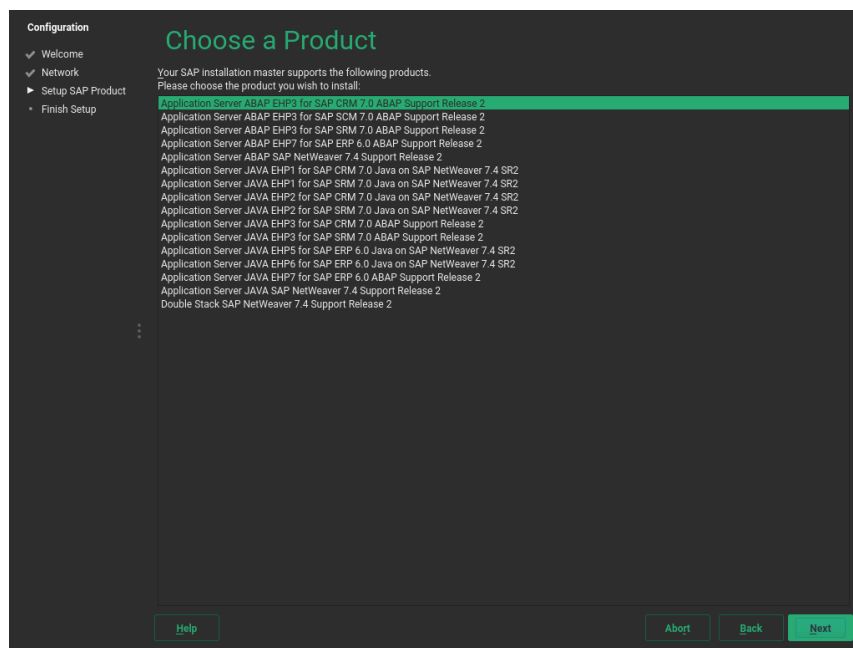 Configuration
Welcome
Network
Setup SAP Product
Finish Setup
Choose a Product
Your SAP installation master supports the following products.
Please choose the product you wish to install:
Application Server ABAP EHP3 for SAP CRM 7.0 ABAP Support Release 2
Application Server ABAP EHP3 for SAP SCM 7.0 ABAP Support Release 2
Application Server ABAP EHP3 for SAP SRM 7.0 ABAP Support Release 2
Application Server ABAP EHP7 for SAP ERP 6.0 ABAP Support Release 2
Application Server ABAP SAP NetWeaver 7.4 Support Release 2
Application Server JAVA EHP1 for SAP CRM 7.0 Java on SAP NetWeaver 7.4 SR2
Application Server JAVA EHP1 for SAP SRM 7.0 Java on SAP NetWeaver 7.4 SR2
Application Server JAVA EHP2 for SAP CRM 7.0 Java on SAP NetWeaver 7.4 SR2
Application Server JAVA EHP2 for SAP SRM 7.0 Java on SAP NetWeaver 7.4 SR2
Application Server JAVA EHP3 for SAP CRM 7.0 ABAP Support Release 2
Application Server JAVA EHP3 for SAP SRM 7.0 ABAP Support Release 2
Application Server JAVA EHP5 for SAP ERP 6.0 Java on SAP NetWeaver 7.4 SR2
Application Server JAVA EHP6 for SAP ERP 6.0 Java on SAP NetWeaver 7.4 SR2
Application Server JAVA EHP7 for SAP ERP 6.0 ABAP Support Release 2
Application Server JAVA SAP NetWeaver 7.4 Support Release 2
Double Stack SAP NetWeaver 7.4 Support Release 2
Help
Abort
Back
Next